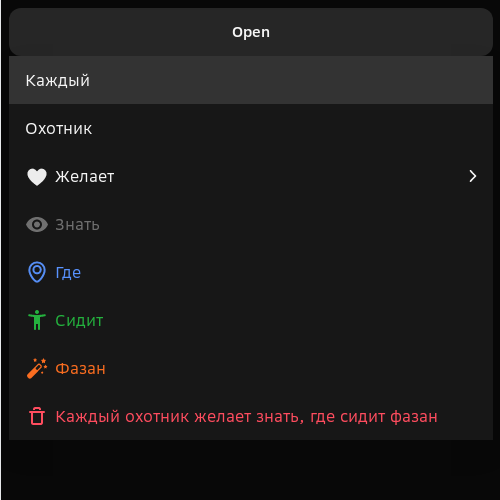 Open
Каждый
Охотник
Желает
Знать
Где
Сидит
Фазан
Каждый охотник желает знать, где сидит фазан